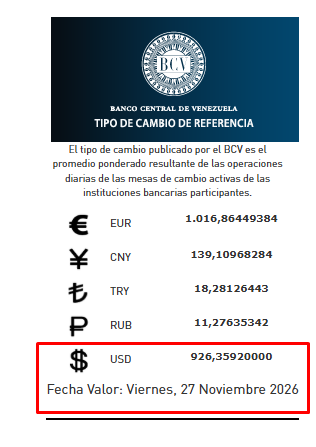 BCV
BANCO CENTRAL DE VENEZUELA
TIPO DE CAMBIO DE REFERENCIA
El tipo de cambio publicado por el BCV es el
promedio ponderado resultante de las operaciones
diarias de las mesas de cambio activas de las
instituciones bancarias participantes.
€ EUR 1.016,86449384
¥ CNY 139,10968284
₺ TRY 18,28126443
₽ RUB 11,27635342
$ USD 926,35920000
Fecha Valor: Viernes, 27 Noviembre 2026